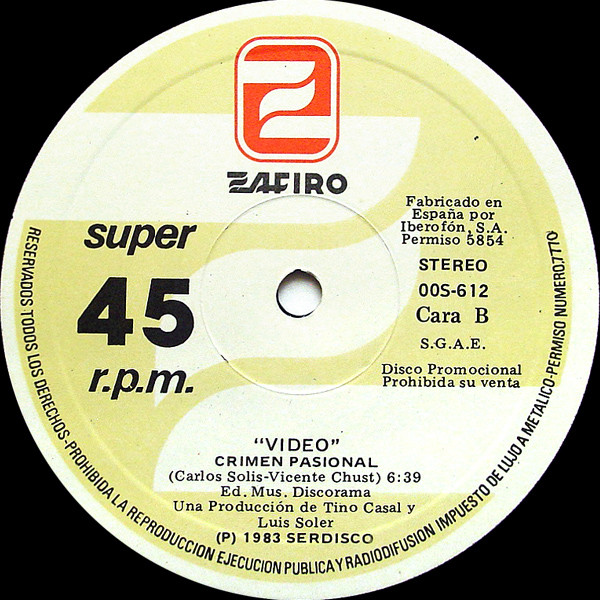 ZAFIRO
super
45
r.p.m.
Fabricado en
España por
Iberofón, S.A.
Permiso 5854
STEREO
00S-612
Cara B
S.G.A.E.
Disco Promocional
Prohibida su venta
"VIDEO"
CRIMEN PASIONAL
(Carlos Solis-Vicente Chust) 6:39
Ed. Mus. Discorama
Una Producción de Tino Casal y
Luis Soler
(P) 1983 SERDISCO
RESERVADOS TODOS LOS DERECHOS-PROHIBIDA LA REPRODUCCION EJECUCION PUBLICA Y RADIODIFUSION IMPUESTO DE LUJO A METALICO-PERMISO NUMERO,7770